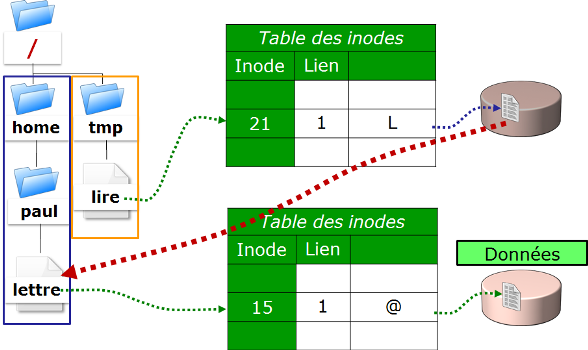 /
home
tmp
paul
lire
lettre
Table des inodes
Inode Lien
21 1 L
Table des inodes
Inode Lien
15 1 @
Données